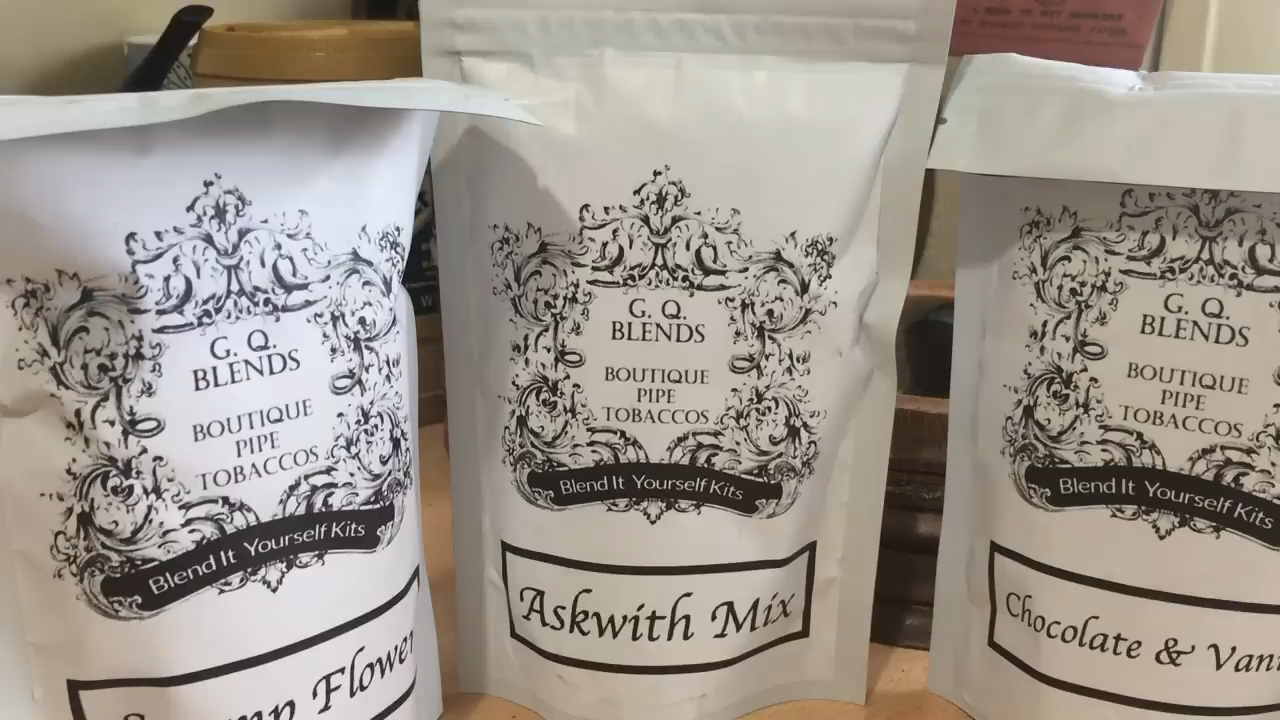 G. Q.
BLENDS
BOUTIQUE
PIPE
TOBACCOS
Blend It Yourself Kits
Flower
G. Q.
BLENDS
BOUTIQUE
PIPE
TOBACCOS
Blend It Yourself Kits
Askwith Mix
G. Q.
BLENDS
BOUTIQUE
PIPE
TOBACCOS
Blend It Yourself Kits
Chocolate & Vani